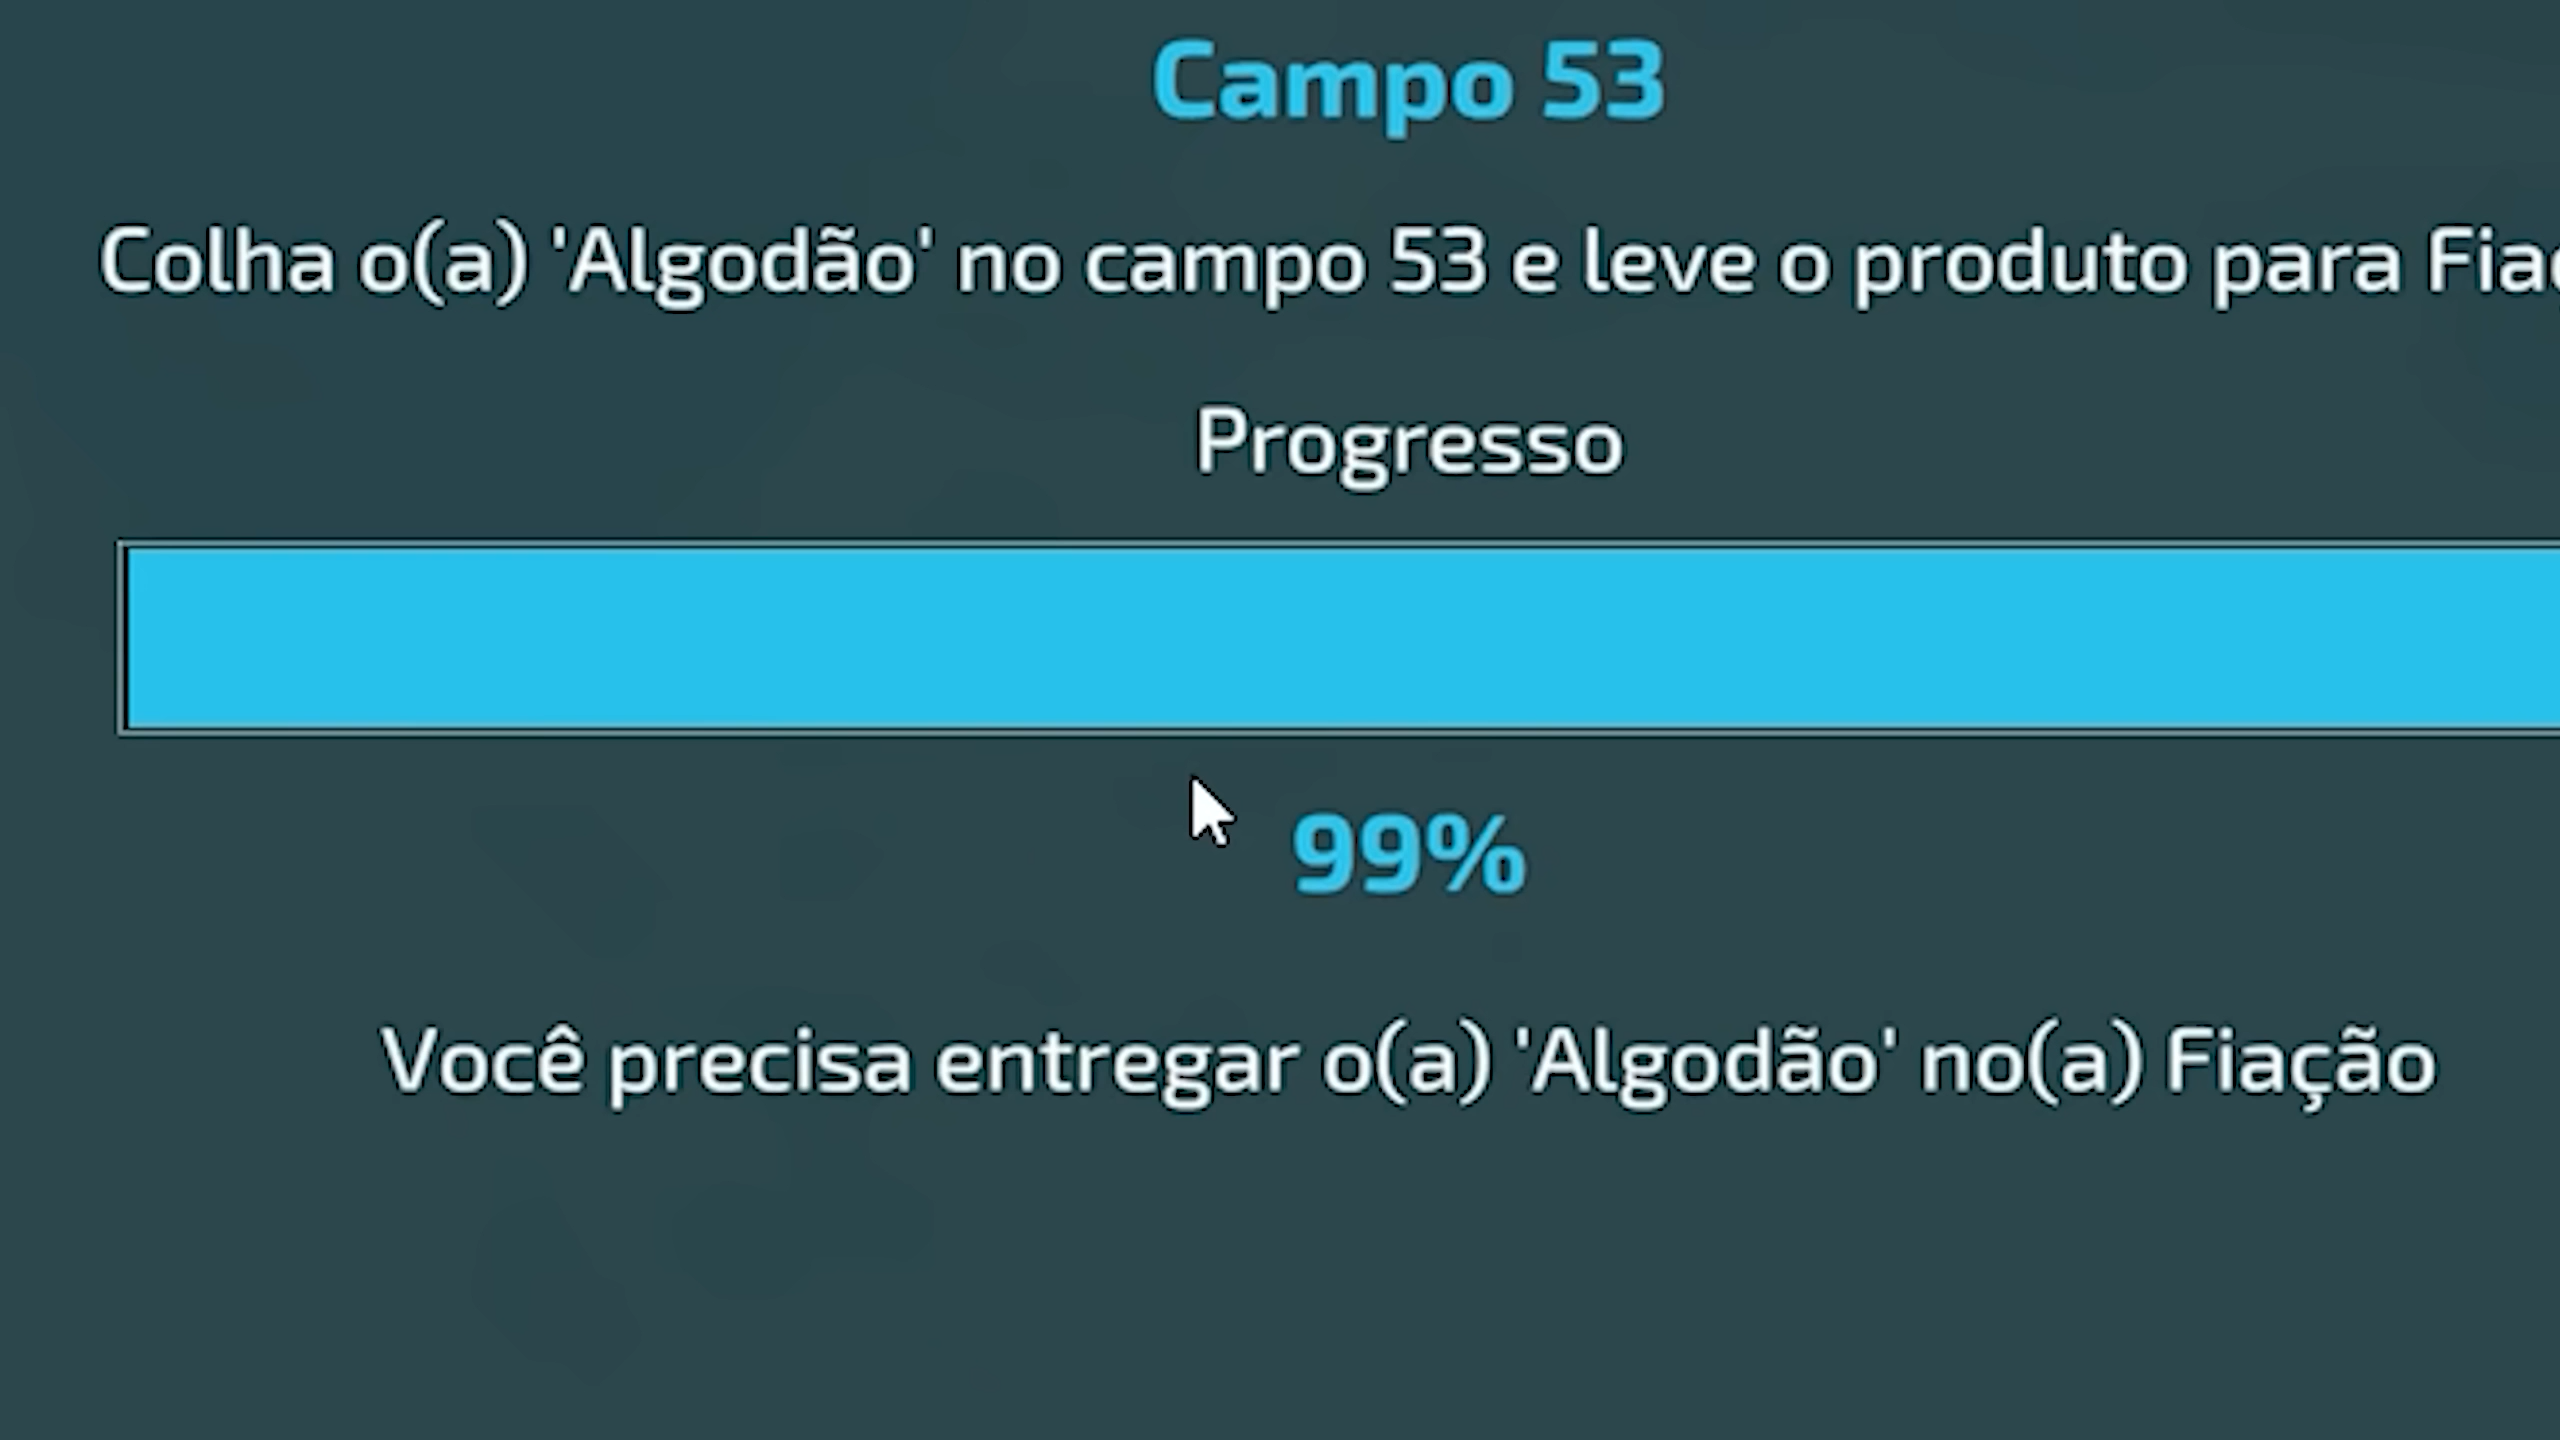 Campo 53
Colha o(a) 'Algodão' no campo 53 e leve o produto para
Progresso
99%
Você precisa entregar o(a) 'Algodão' no(a) Fiação